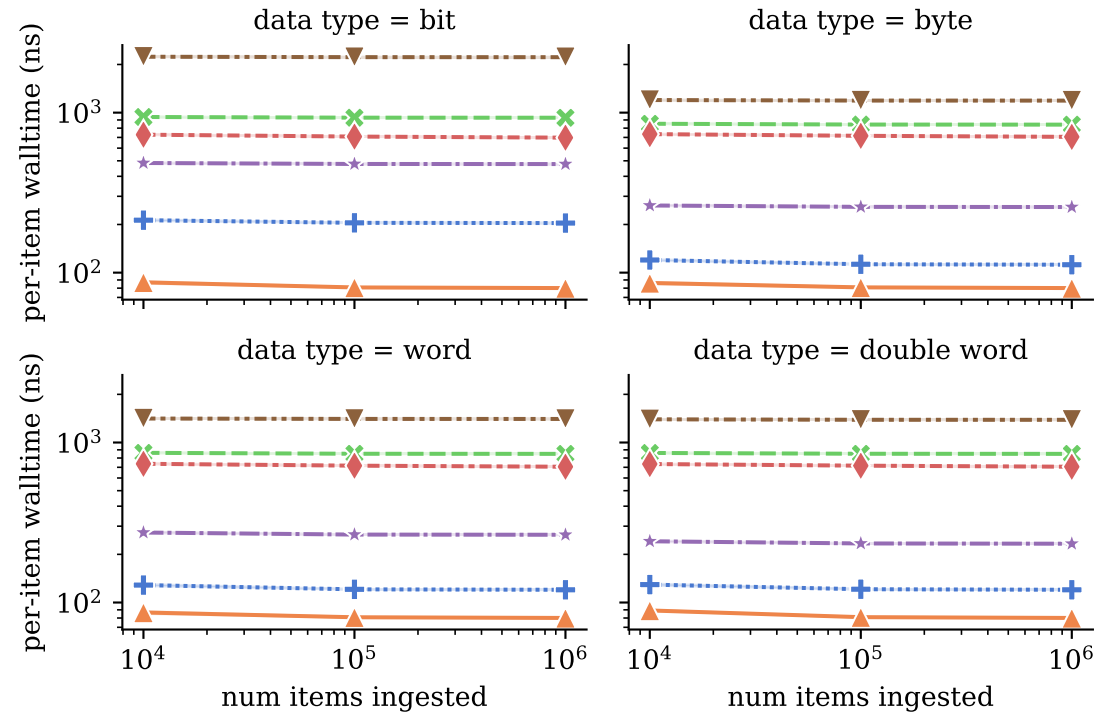 data type = bit
data type = byte
per-item walltime (ns)
10³
10²
data type = word
data type = double word
per-item walltime (ns)
10³
10²
10⁴ 10⁵ 10⁶
10⁴ 10⁵ 10⁶
num items ingested
num items ingested